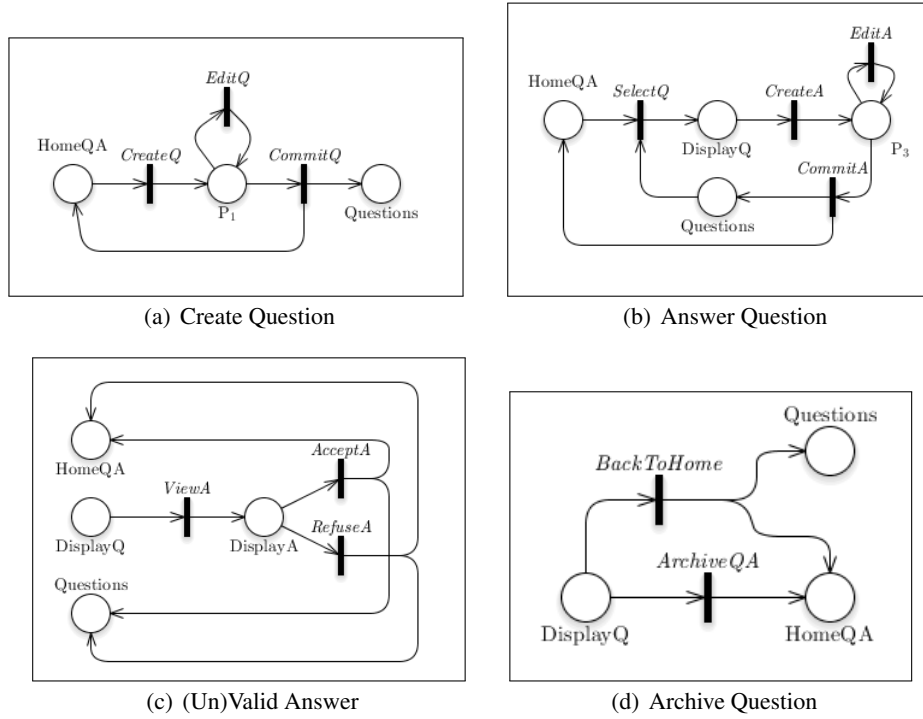 EditQ
HomeQA
CreateQ
CommitQ
P1
Questions
(a) Create Question
EditA
HomeQA
SelectQ
CreateA
DisplayQ
P3
CommitA
Questions
(b) Answer Question
HomeQA
AcceptA
ViewA
DisplayQ
DisplayA
RefuseA
Questions
(c) (Un)Valid Answer
Questions
BackToHome
ArchiveQA
DisplayQ
HomeQA
(d) Archive Question